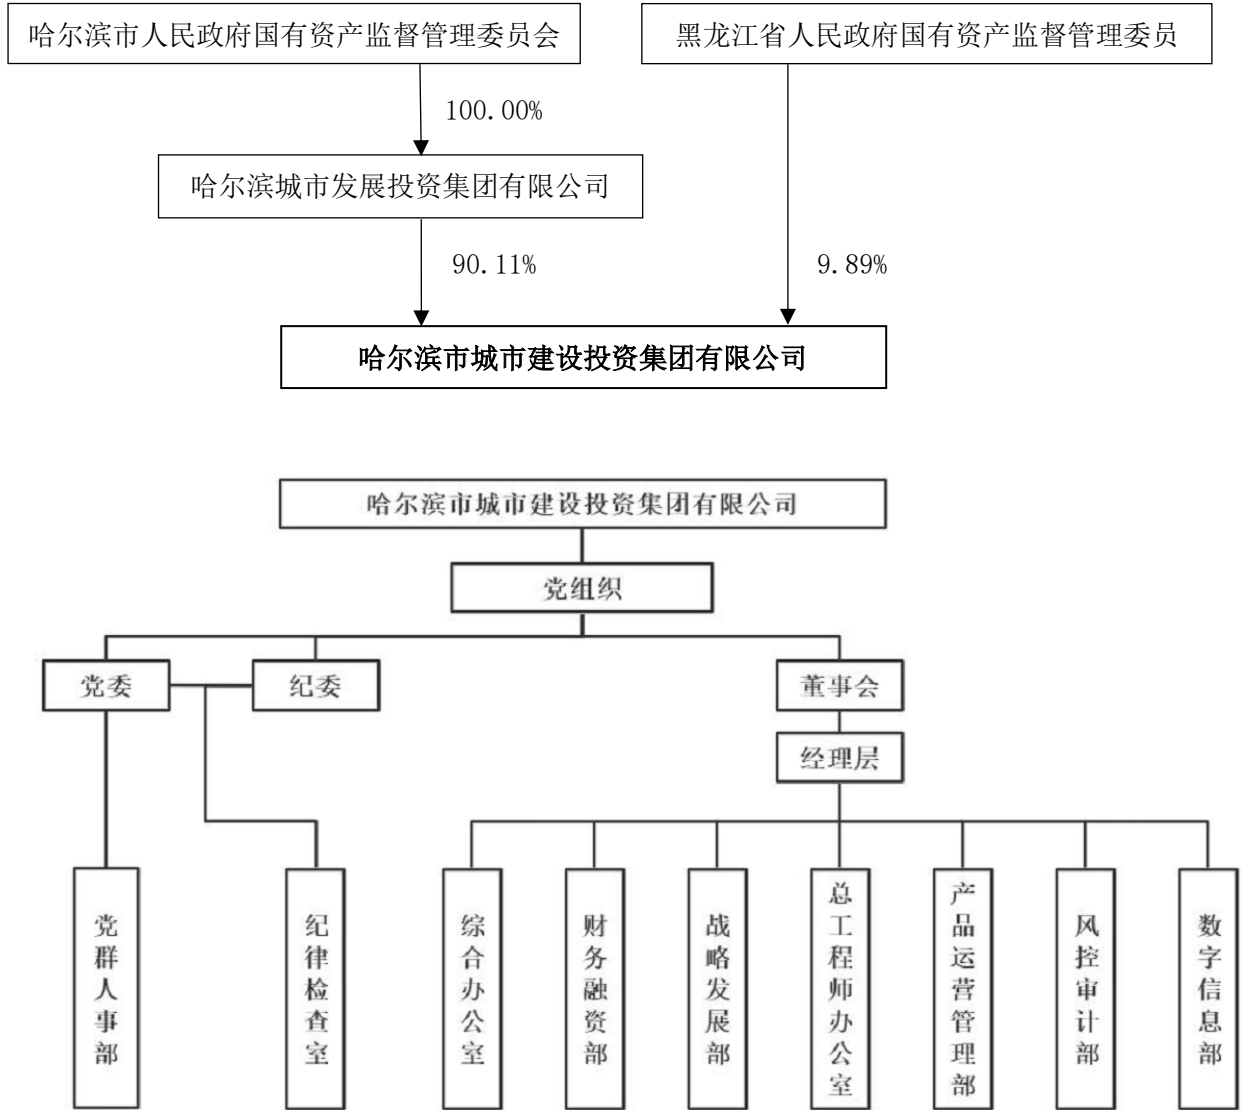 哈尔滨市人民政府国有资产监督管理委员会
黑龙江省人民政府国有资产监督管理委员
100.00%
哈尔滨城市发展投资集团有限公司
90.11%
9.89%
哈尔滨市城市建设投资集团有限公司
哈尔滨市城市建设投资集团有限公司
党组织
党委
纪委
董事会
经理层
党群人事部
纪律检查室
综合办公室
财务融资部
战略发展部
总工程师办公室
产品运营管理部
风控审计部
数字信息部